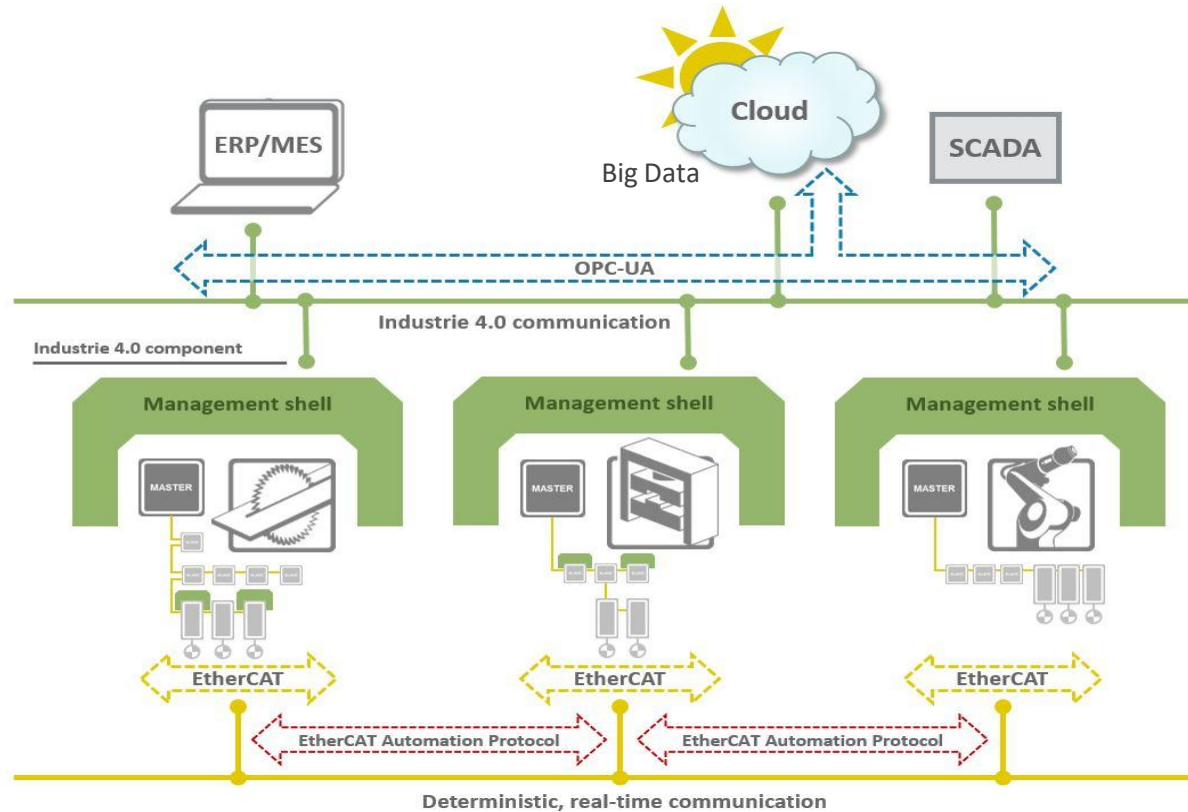 Cloud
ERP/MES
SCADA
Big Data
OPC-UA
Industrie 4.0 communication
Industrie 4.0 component
Management shell
Management shell
Management shell
MASTER
MASTER
MASTER
EtherCAT
EtherCAT
EtherCAT
EtherCAT Automation Protocol
EtherCAT Automation Protocol
Deterministic, real-time communication